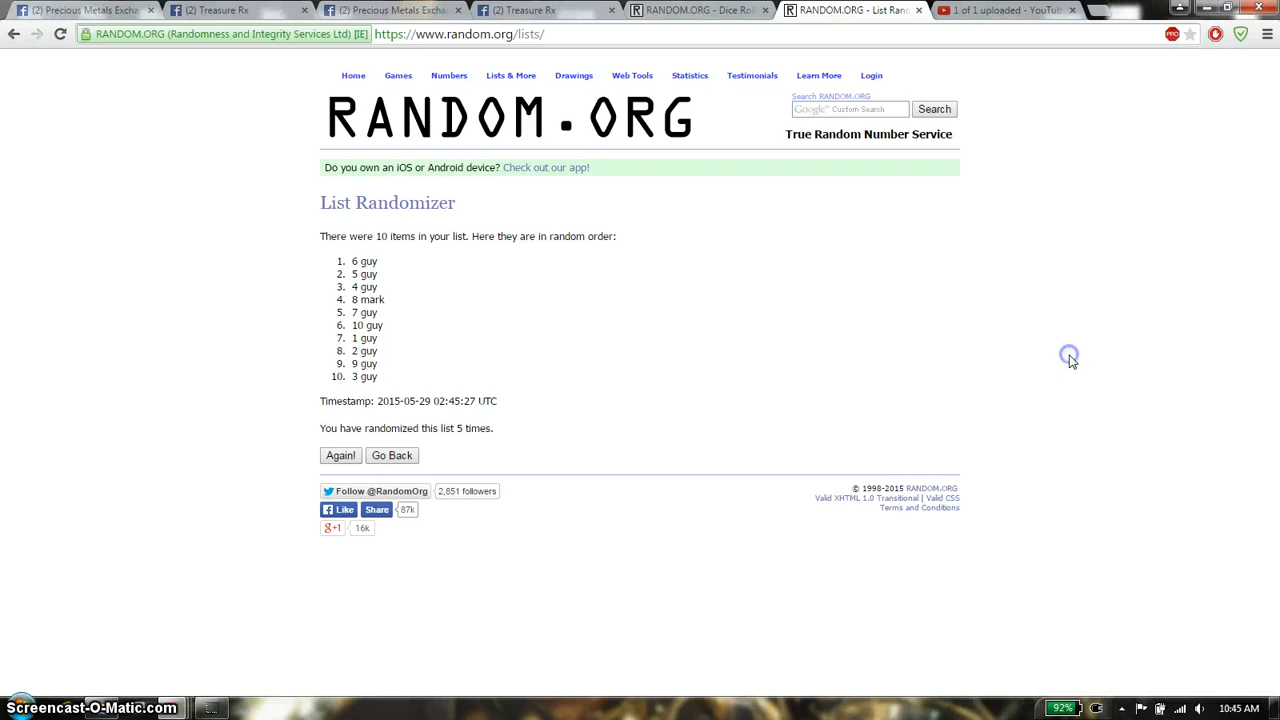 (2) Precious Metals Excha × (2) Treasure Rx × (2) Precious Metals Excha × (2) Treasure Rx × RANDOM.ORG - Dice Roll × RANDOM.ORG - List Ran × 1 of 1 uploaded - YouTub ×
RANDOM.ORG (Randomness and Integrity Services Ltd) [IE] https://www.random.org/lists/ PRO
Home Games Numbers Lists & More Drawings Web Tools Statistics Testimonials Learn More Login
RANDOM.ORG
Search RANDOM.ORG
Google™ Custom Search Search
True Random Number Service
Do you own an iOS or Android device? Check out our app!
List Randomizer
There were 10 items in your list. Here they are in random order:
1. 6 guy
2. 5 guy
3. 4 guy
4. 8 mark
5. 7 guy
6. 10 guy
7. 1 guy
8. 2 guy
9. 9 guy
10. 3 guy
Timestamp: 2015-05-29 02:45:27 UTC
You have randomized this list 5 times.
Again! Go Back
Follow @RandomOrg 2,851 followers
Like Share 87k
g+1 16k
© 1998-2015 RANDOM.ORG
Valid XHTML 1.0 Transitional | Valid CSS
Terms and Conditions
Screencast-O-Matic.com 92% 10:45 AM